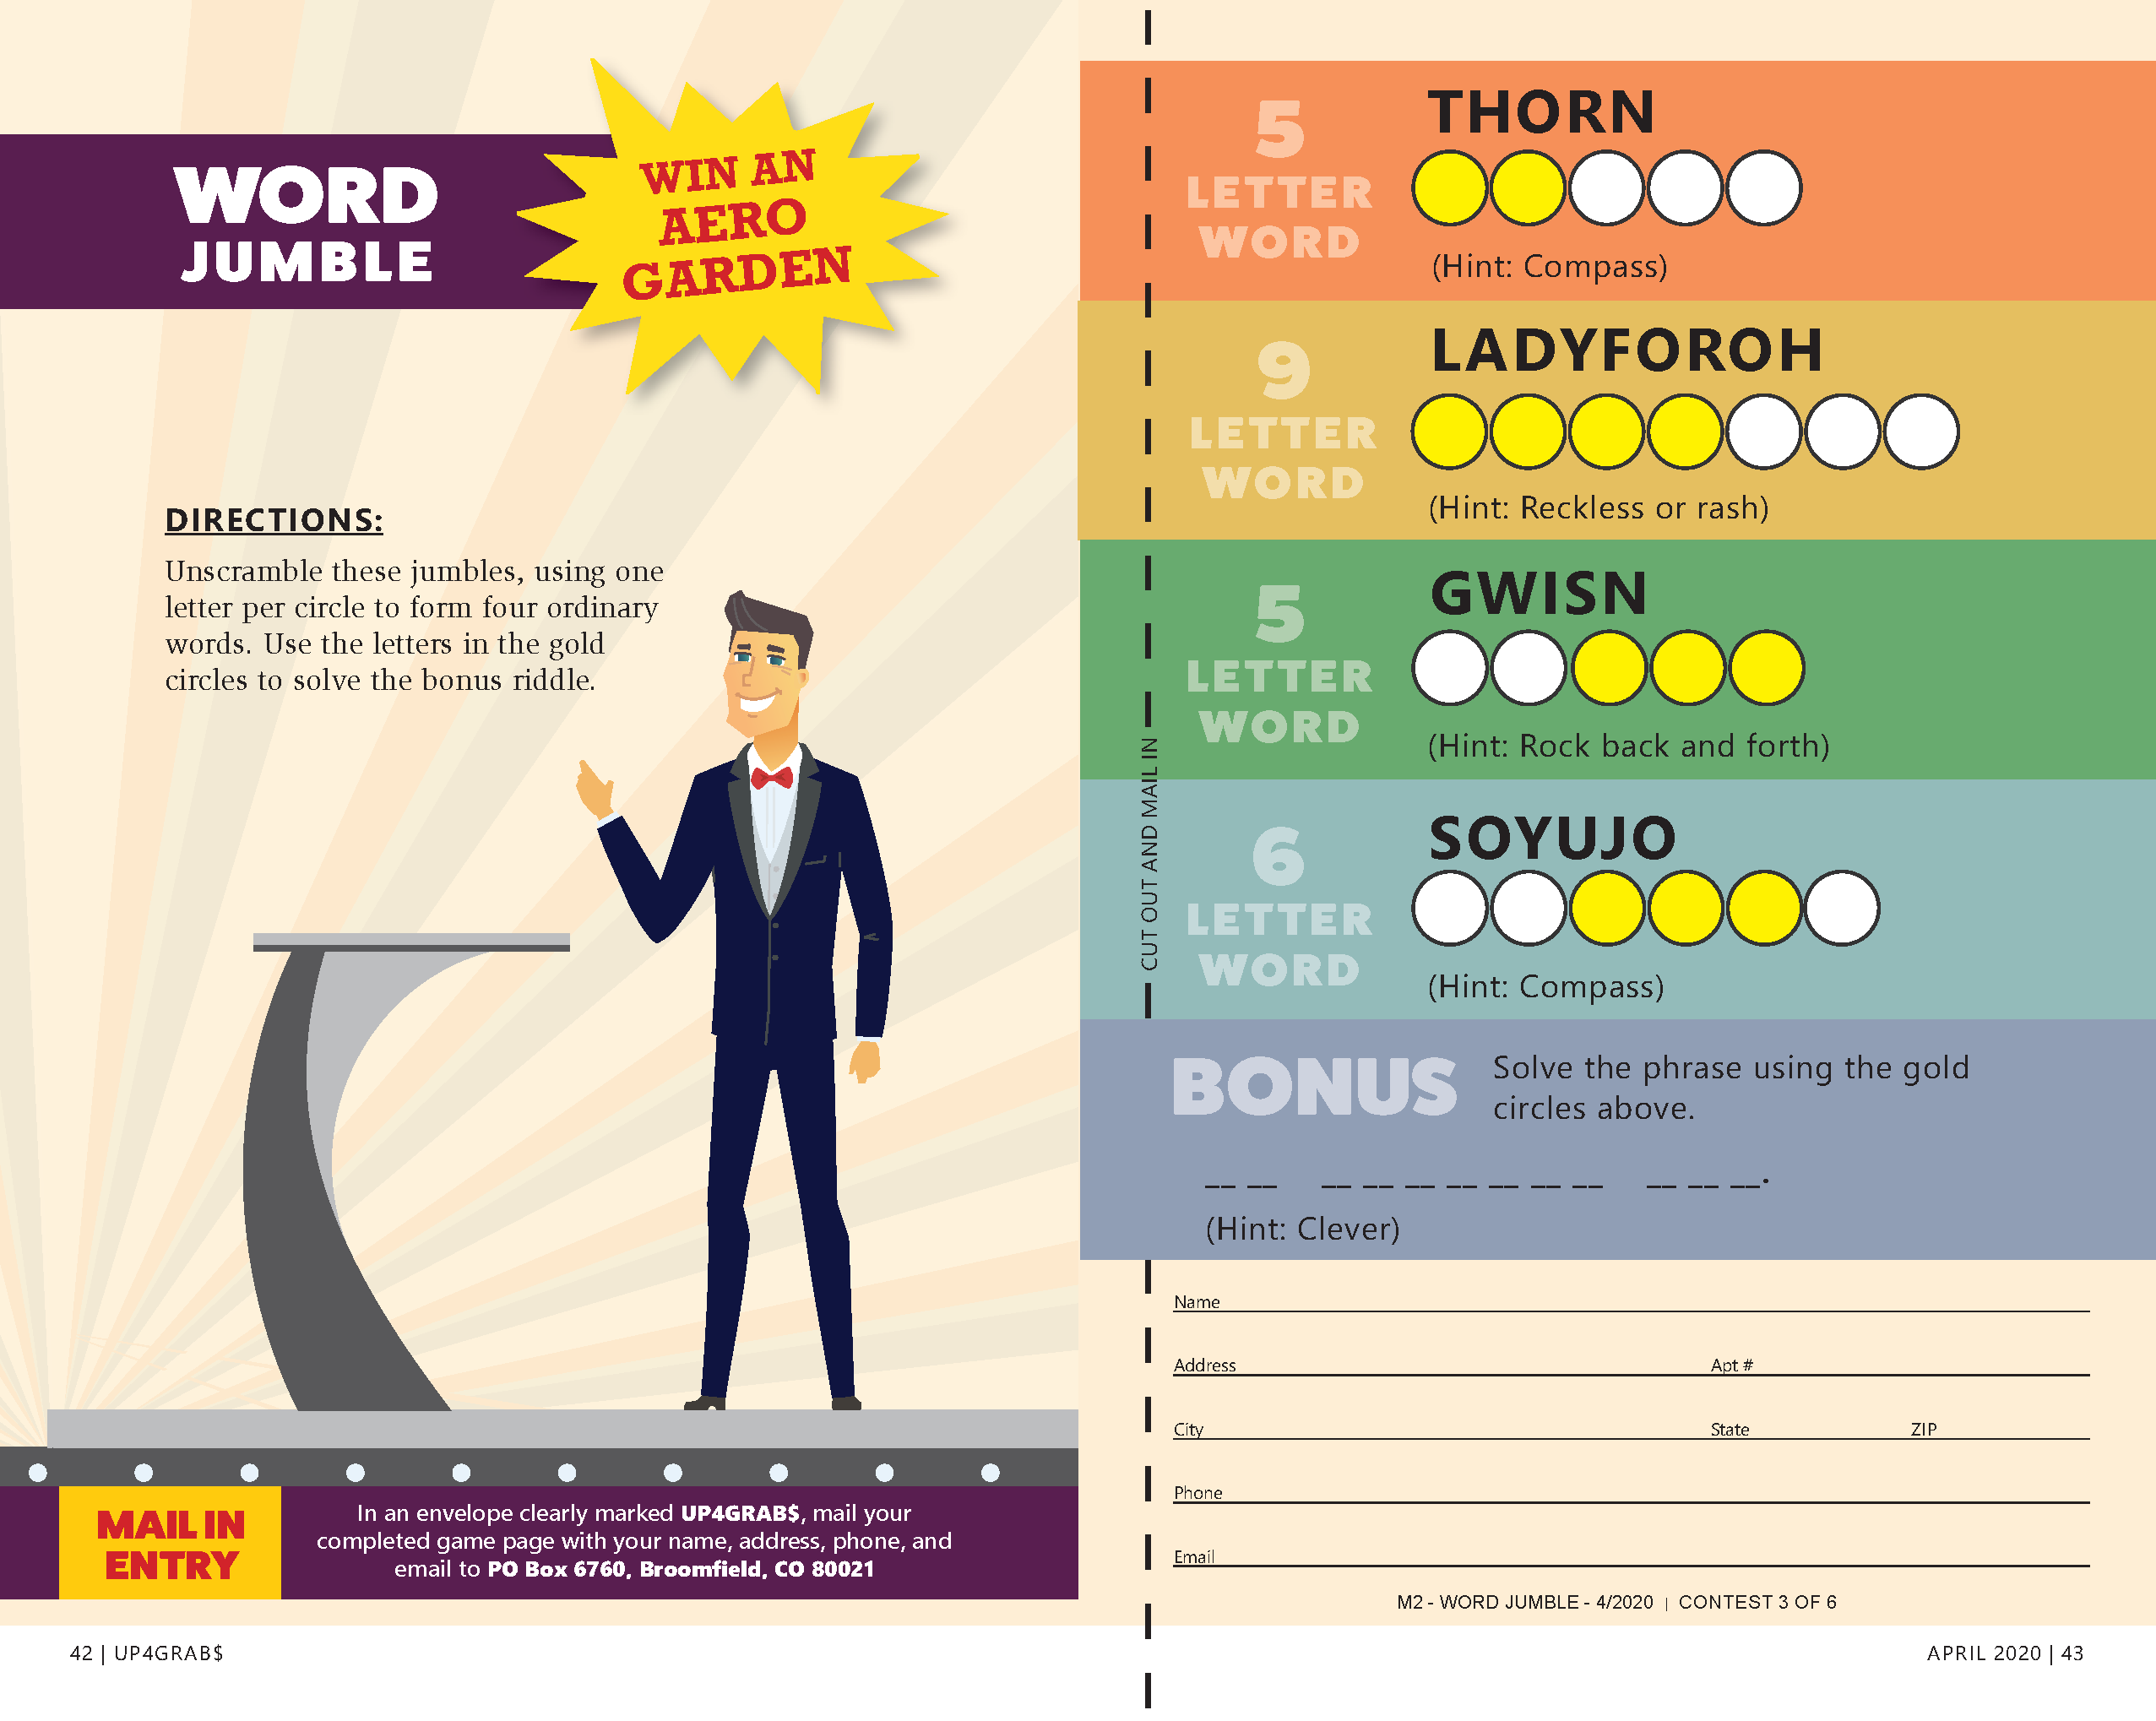 WORD
JUMBLE
WIN AN
AERO
GARDEN
DIRECTIONS:
Unscramble these jumbles, using one
letter per circle to form four ordinary
words. Use the letters in the gold
circles to solve the bonus riddle.
MAIL IN
ENTRY
In an envelope clearly marked UP4GRAB$, mail your
completed game page with your name, address, phone, and
email to PO Box 6760, Broomfield, CO 80021
42 | UP4GRAB$
CUT OUT AND MAIL IN
5
LETTER
WORD
THORN
(Hint: Compass)
9
LETTER
WORD
LADYFOROH
(Hint: Reckless or rash)
5
LETTER
WORD
GWISN
(Hint: Rock back and forth)
6
LETTER
WORD
SOYUJO
(Hint: Compass)
BONUS
Solve the phrase using the gold
circles above.
__ __ __ __ __ __ __ __ __ __ __ __.
(Hint: Clever)
Name
Address Apt #
City State ZIP
Phone
Email
M2 - WORD JUMBLE - 4/2020 | CONTEST 3 OF 6
APRIL 2020 | 43